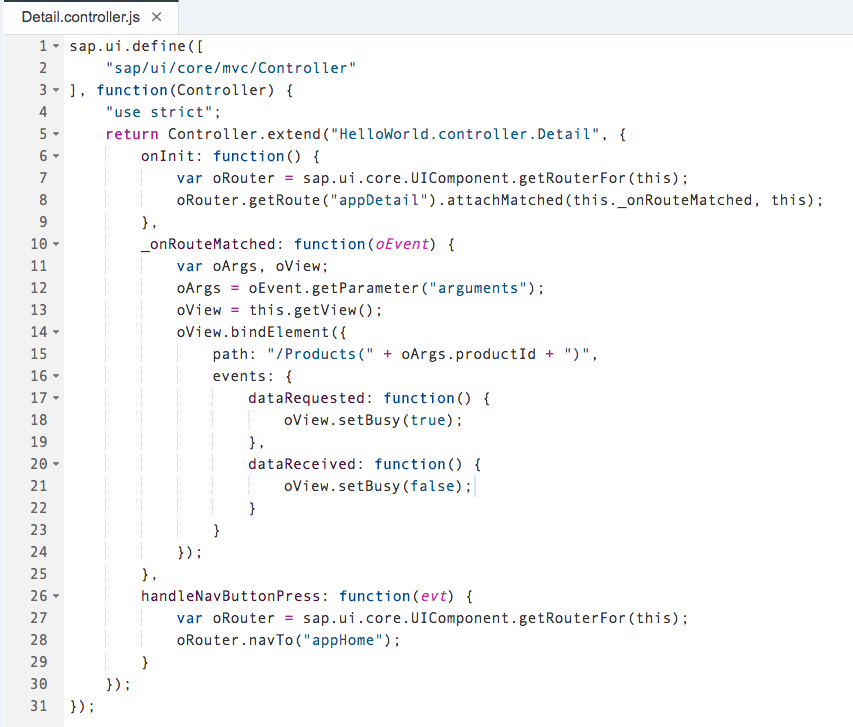 Detail.controller.js ×
1 sap.ui.define([
2     "sap/ui/core/mvc/Controller"
3 ], function(Controller) {
4     "use strict";
5     return Controller.extend("HelloWorld.controller.Detail", {
6         onInit: function() {
7             var oRouter = sap.ui.core.UIComponent.getRouterFor(this);
8             oRouter.getRoute("appDetail").attachMatched(this._onRouteMatched, this);
9         },
10         _onRouteMatched: function(oEvent) {
11             var oArgs, oView;
12             oArgs = oEvent.getParameter("arguments");
13             oView = this.getView();
14             oView.bindElement({
15                 path: "/Products(" + oArgs.productId + ")",
16                 events: {
17                     dataRequested: function() {
18                         oView.setBusy(true);
19                     },
20                     dataReceived: function() {
21                         oView.setBusy(false);
22                     }
23                 }
24             });
25         },
26         handleNavButtonPress: function(evt) {
27             var oRouter = sap.ui.core.UIComponent.getRouterFor(this);
28             oRouter.navTo("appHome");
29         }
30     });
31 });